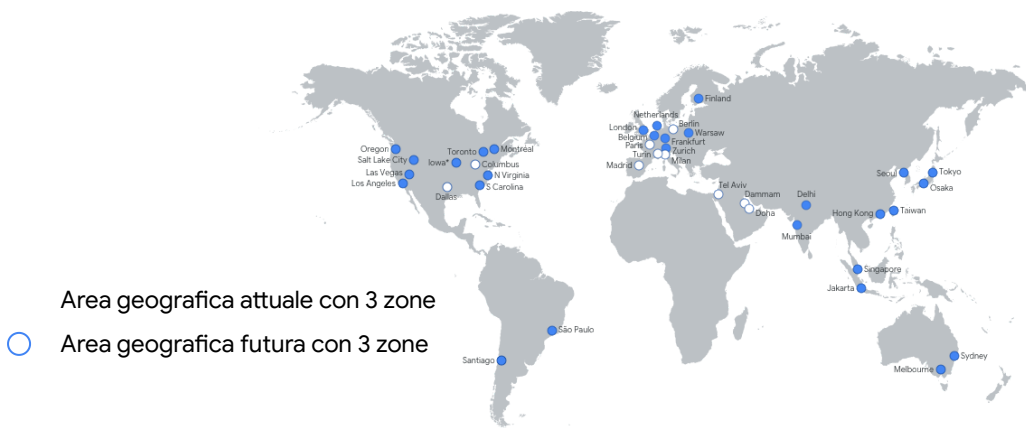 Finland
Netherlands
London
Berlin
Belgium
Warsaw
Paris
Frankfurt
Zurich
Turin
Milan
Madrid
Oregon
Toronto
Montréal
Salt Lake City
Iowa*
Columbus
Las Vegas
N Virginia
Los Angeles
S Carolina
Dallas
Tel Aviv
Dammam
Doha
Delhi
Mumbai
Seoul
Tokyo
Osaka
Hong Kong
Taiwan
Singapore
Jakarta
Area geografica attuale con 3 zone
Area geografica futura con 3 zone
São Paulo
Santiago
Sydney
Melbourne